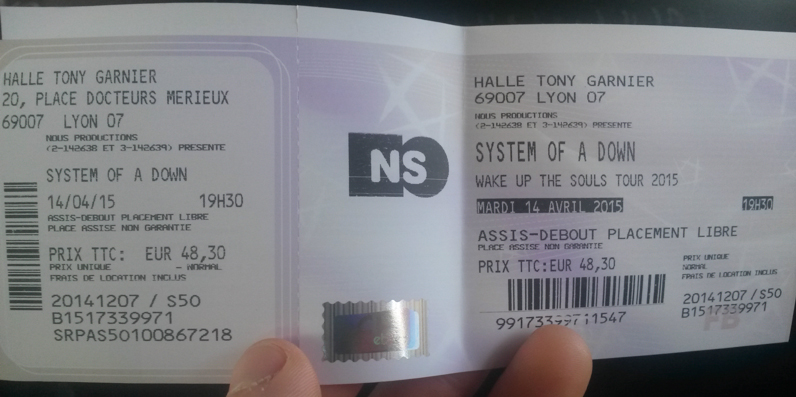 HALLE TONY GARNIER
20, PLACE DOCTEURS MERIEUX
69007 LYON 07
NOUS PRODUCTIONS
(2-142638 ET 3-142639) PRESENTE
SYSTEM OF A DOWN
14/04/15 19H30
ASSIS-DEBOUT PLACEMENT LIBRE
PLACE ASSISE NON GARANTIE
PRIX TTC: EUR 48,30
PRIX UNIQUE - NORMAL
FRAIS DE LOCATION INCLUS
20141207 / S50
B1517339971
SRPAS50100867218
NS
HALLE TONY GARNIER
69007 LYON 07
NOUS PRODUCTIONS
(2-142638 ET 3-142639) PRESENTE
SYSTEM OF A DOWN
WAKE UP THE SOULS TOUR 2015
MARDI 14 AVRIL 2015 19H30
ASSIS-DEBOUT PLACEMENT LIBRE
PLACE ASSISE NON GARANTIE
PRIX TTC:EUR 48,30
PRIX UNIQUE
NORMAL
FRAIS DE LOCATION INCLUS
20141207 /S50
B1517339971
99173399711547